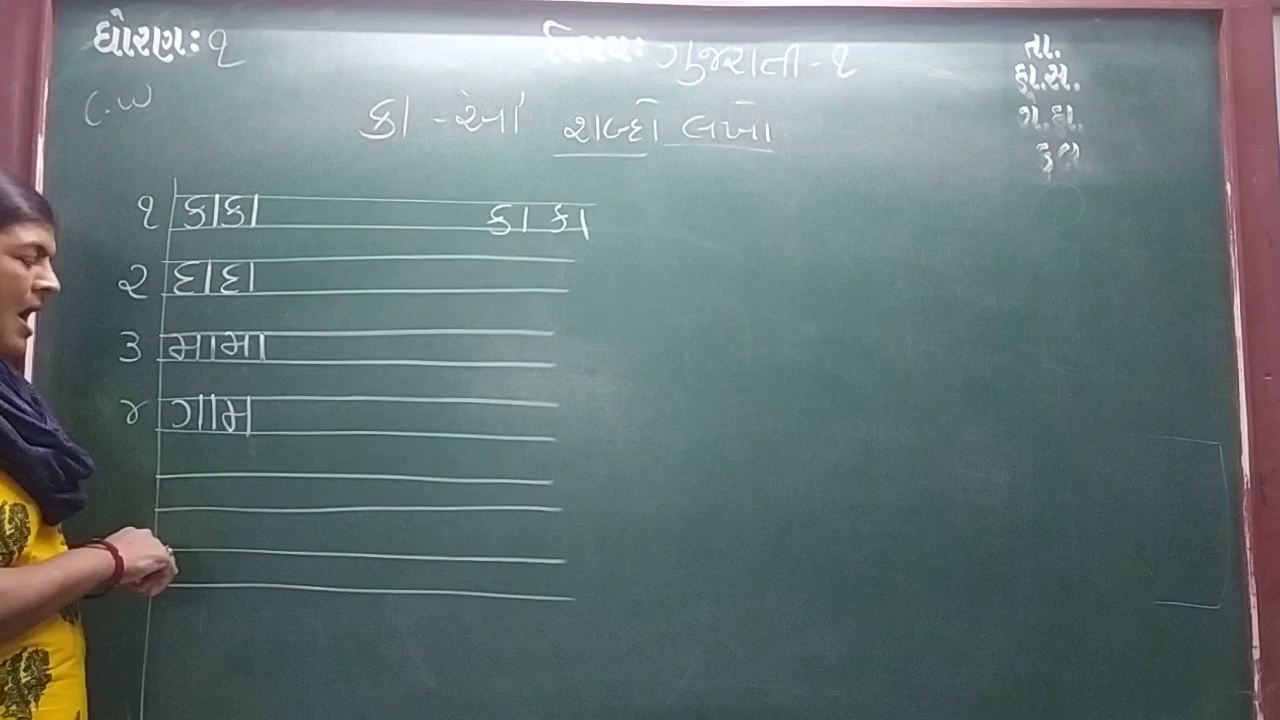 ધોરણ: ૧ વિષય: ગુજરાતી - ૧ તા.
C.W હા.સં.
કા - આ શબ્દો લખો ગે.હા.
કુલ
૧ કાકા કાકા
૨ દાદા
૩ મામા
૪ ગામ